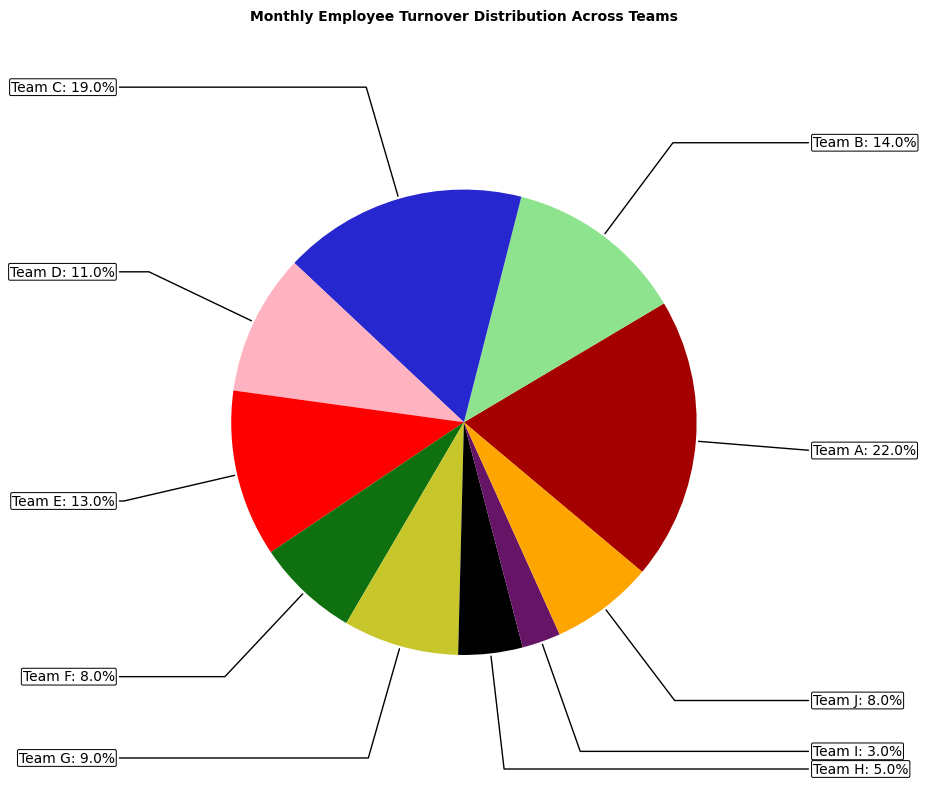 Monthly Employee Turnover Distribution Across Teams
Team C: 19.0%
Team B: 14.0%
Team D: 11.0%
Team A: 22.0%
Team E: 13.0%
Team F: 8.0%
Team J: 8.0%
Team I: 3.0%
Team G: 9.0%
Team H: 5.0%